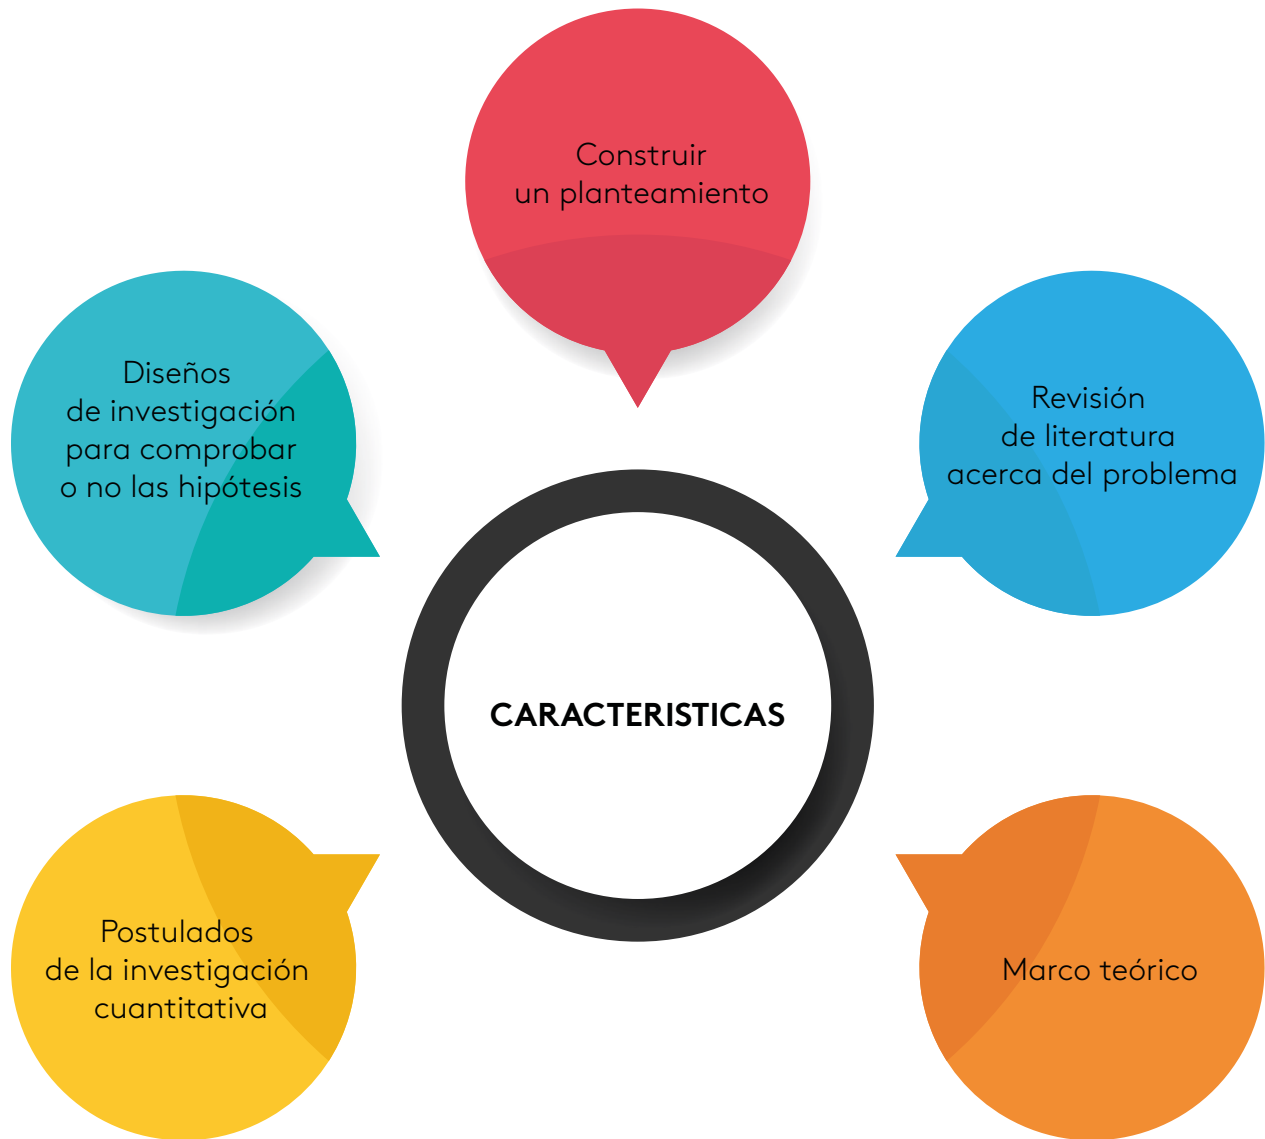 Construir
un planteamiento
Revisión
de literatura
acerca del problema
Marco teórico
Postulados
de la investigación
cuantitativa
Diseños
de investigación
para comprobar
o no las hipótesis
CARACTERISTICAS